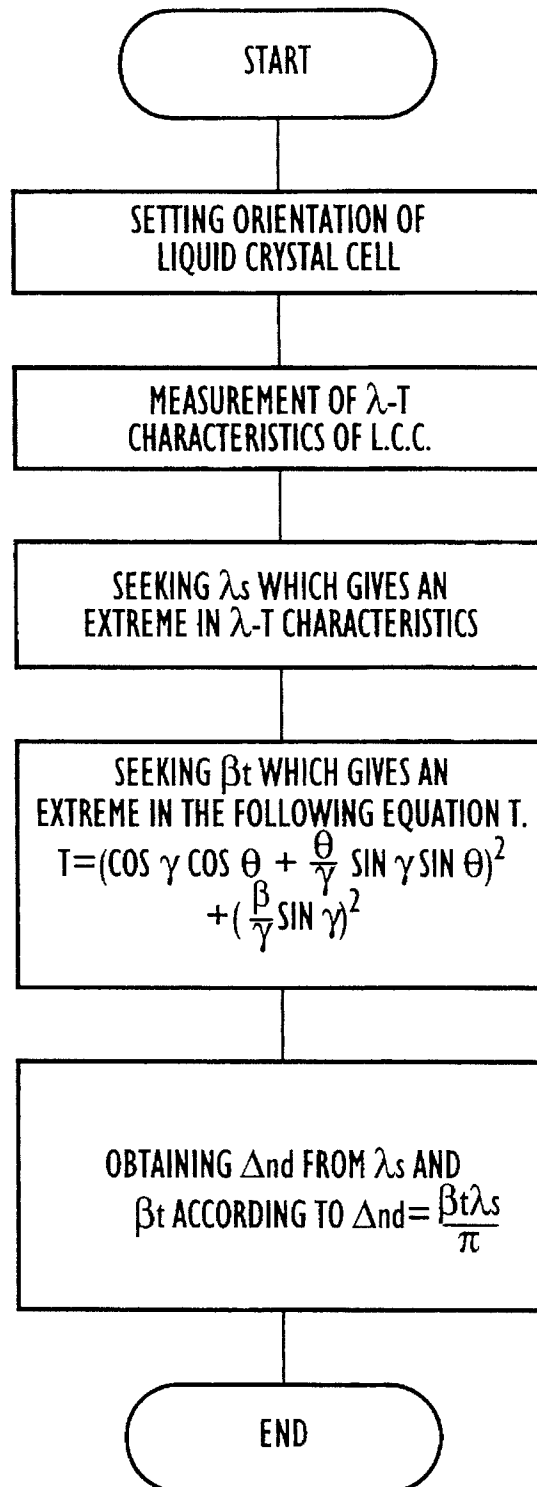 START
SETTING ORIENTATION OF
LIQUID CRYSTAL CELL
MEASUREMENT OF λ-T
CHARACTERISTICS OF L.C.C.
SEEKING λs WHICH GIVES AN
EXTREME IN λ-T CHARACTERISTICS
SEEKING βt WHICH GIVES AN
EXTREME IN THE FOLLOWING EQUATION T.
T=(COS γ COS θ + θ/γ SIN γ SIN θ)²
+(β/γ SIN γ)²
OBTAINING Δnd FROM λs AND
βt ACCORDING TO Δnd= βtλs/π
END